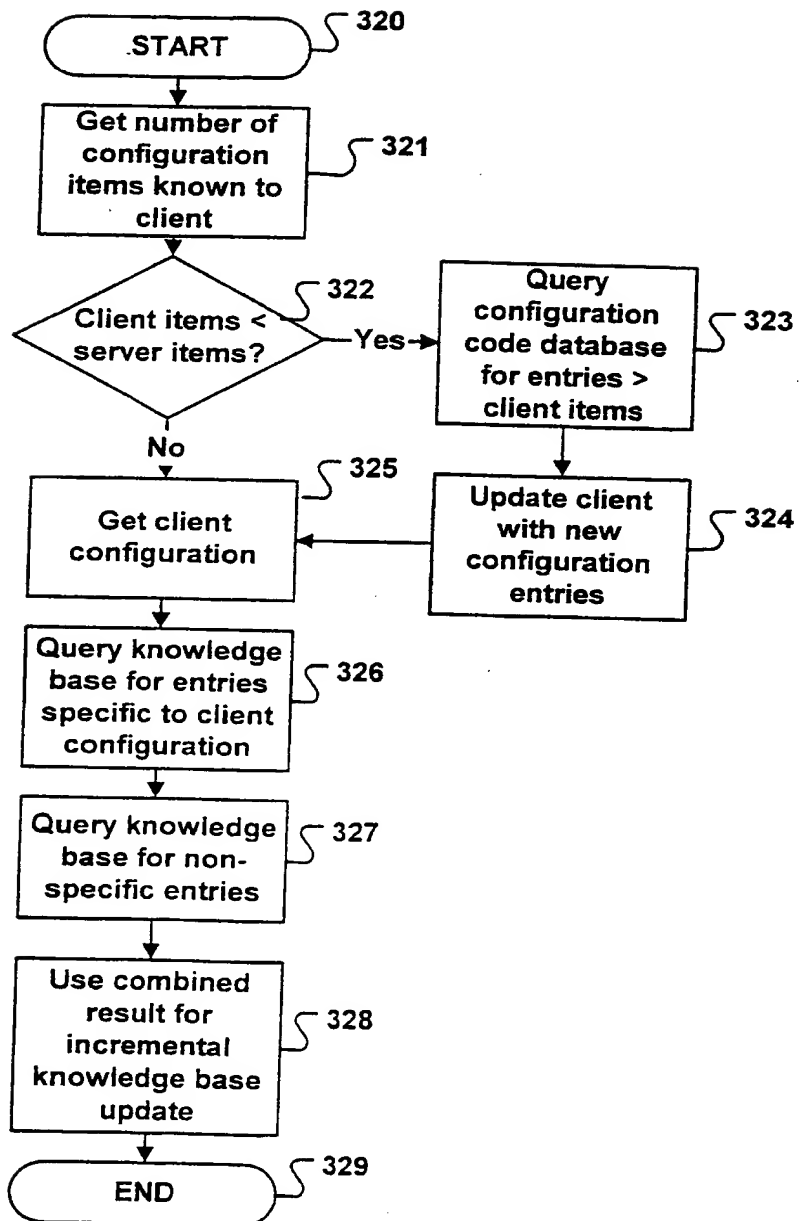 START
320
Get number of
configuration
items known to
client
321
Client items <
server items?
322
Yes
Query
configuration
code database
for entries >
client items
323
No
Update client
with new
configuration
entries
324
Get client
configuration
325
Query knowledge
base for entries
specific to client
configuration
326
Query knowledge
base for non-
specific entries
327
Use combined
result for
incremental
knowledge base
update
328
END
329